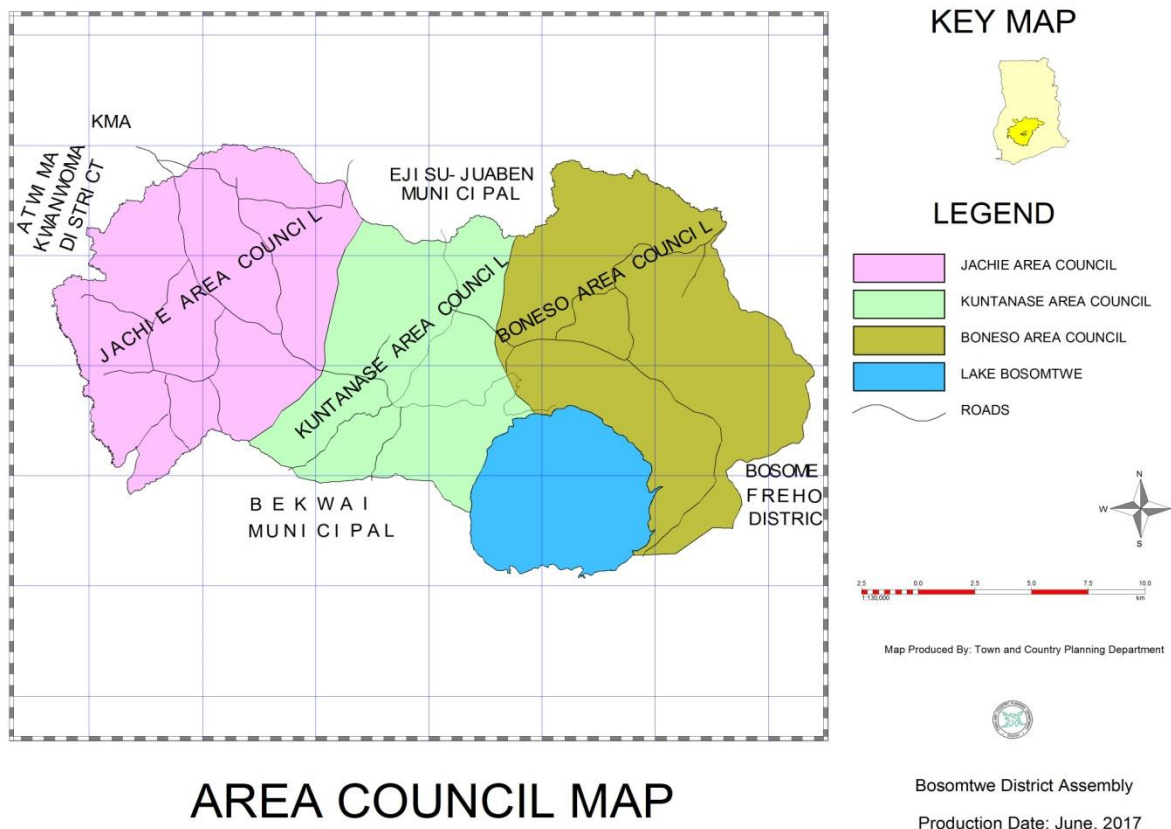 KEY MAP
KMA
ATWIMA
KWANWOMA
DISTRICT
EJISU-JUABEN
MUNICIPAL
JACHIE AREA COUNCIL
KUNTANASE AREA COUNCIL
BONESO AREA COUNCIL
BEKWAI
MUNICIPAL
BOSOME
FREHO
DISTRIC
LEGEND
JACHIE AREA COUNCIL
KUNTANASE AREA COUNCIL
BONESO AREA COUNCIL
LAKE BOSOMTWE
ROADS
N
W
E
S
2.5 0.0 2.5 5.0 7.5 10.0
1:130,000
km
Map Produced By: Town and Country Planning Department
AREA COUNCIL MAP
Bosomtwe District Assembly
Production Date: June, 2017